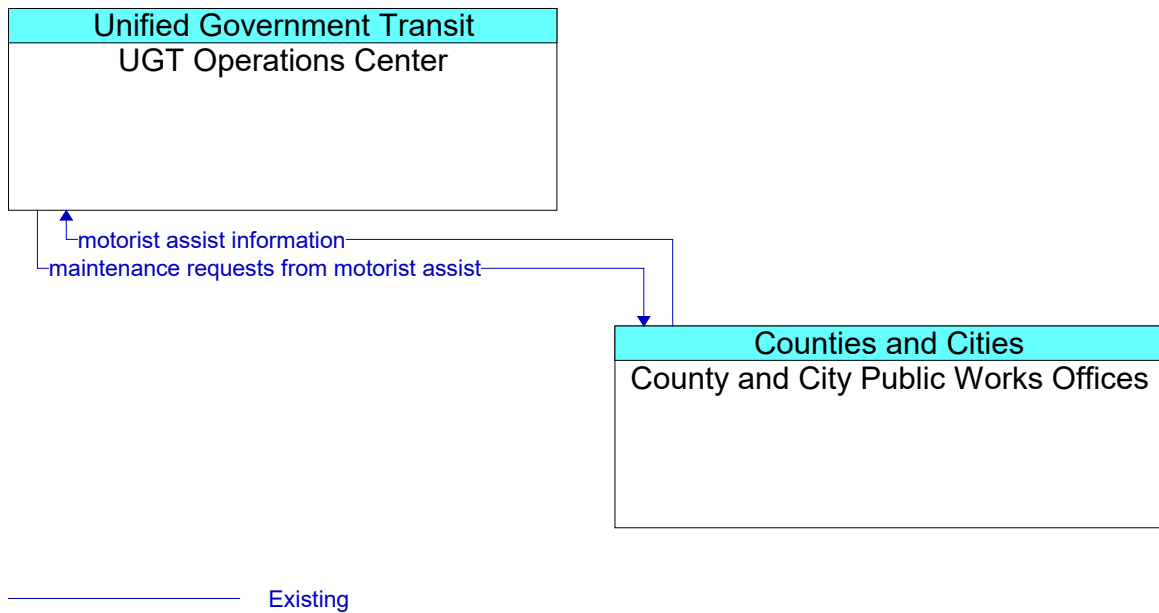 Unified Government Transit
UGT Operations Center
motorist assist information
maintenance requests from motorist assist
Counties and Cities
County and City Public Works Offices
Existing